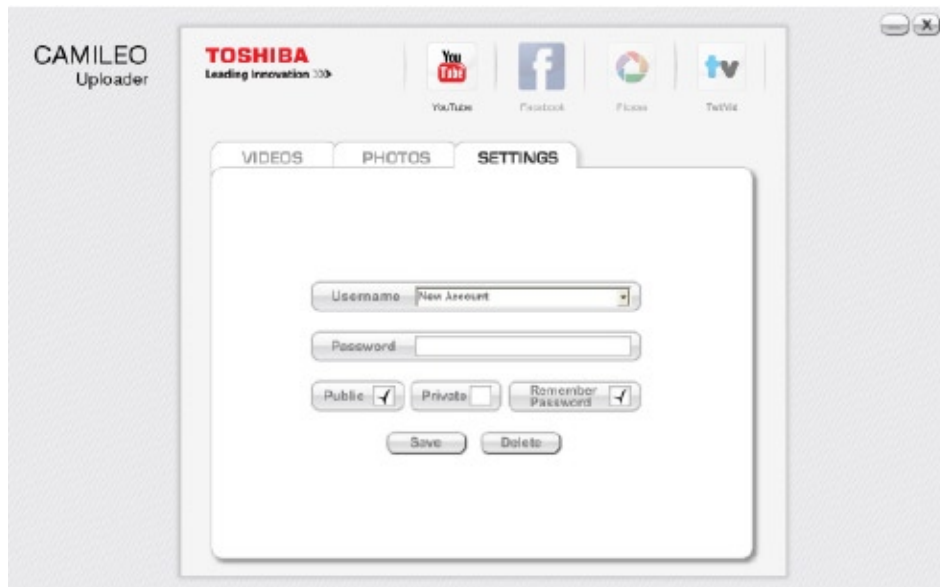 CAMILEO
Uploader
TOSHIBA
Leading Innovation >>>
You
Tube
f
tv
YouTube
Facebook
Picasa
TwitVid
VIDEOS
PHOTOS
SETTINGS
Username
New Account
Password
Public
Private
Remember
Password
Save
Delete